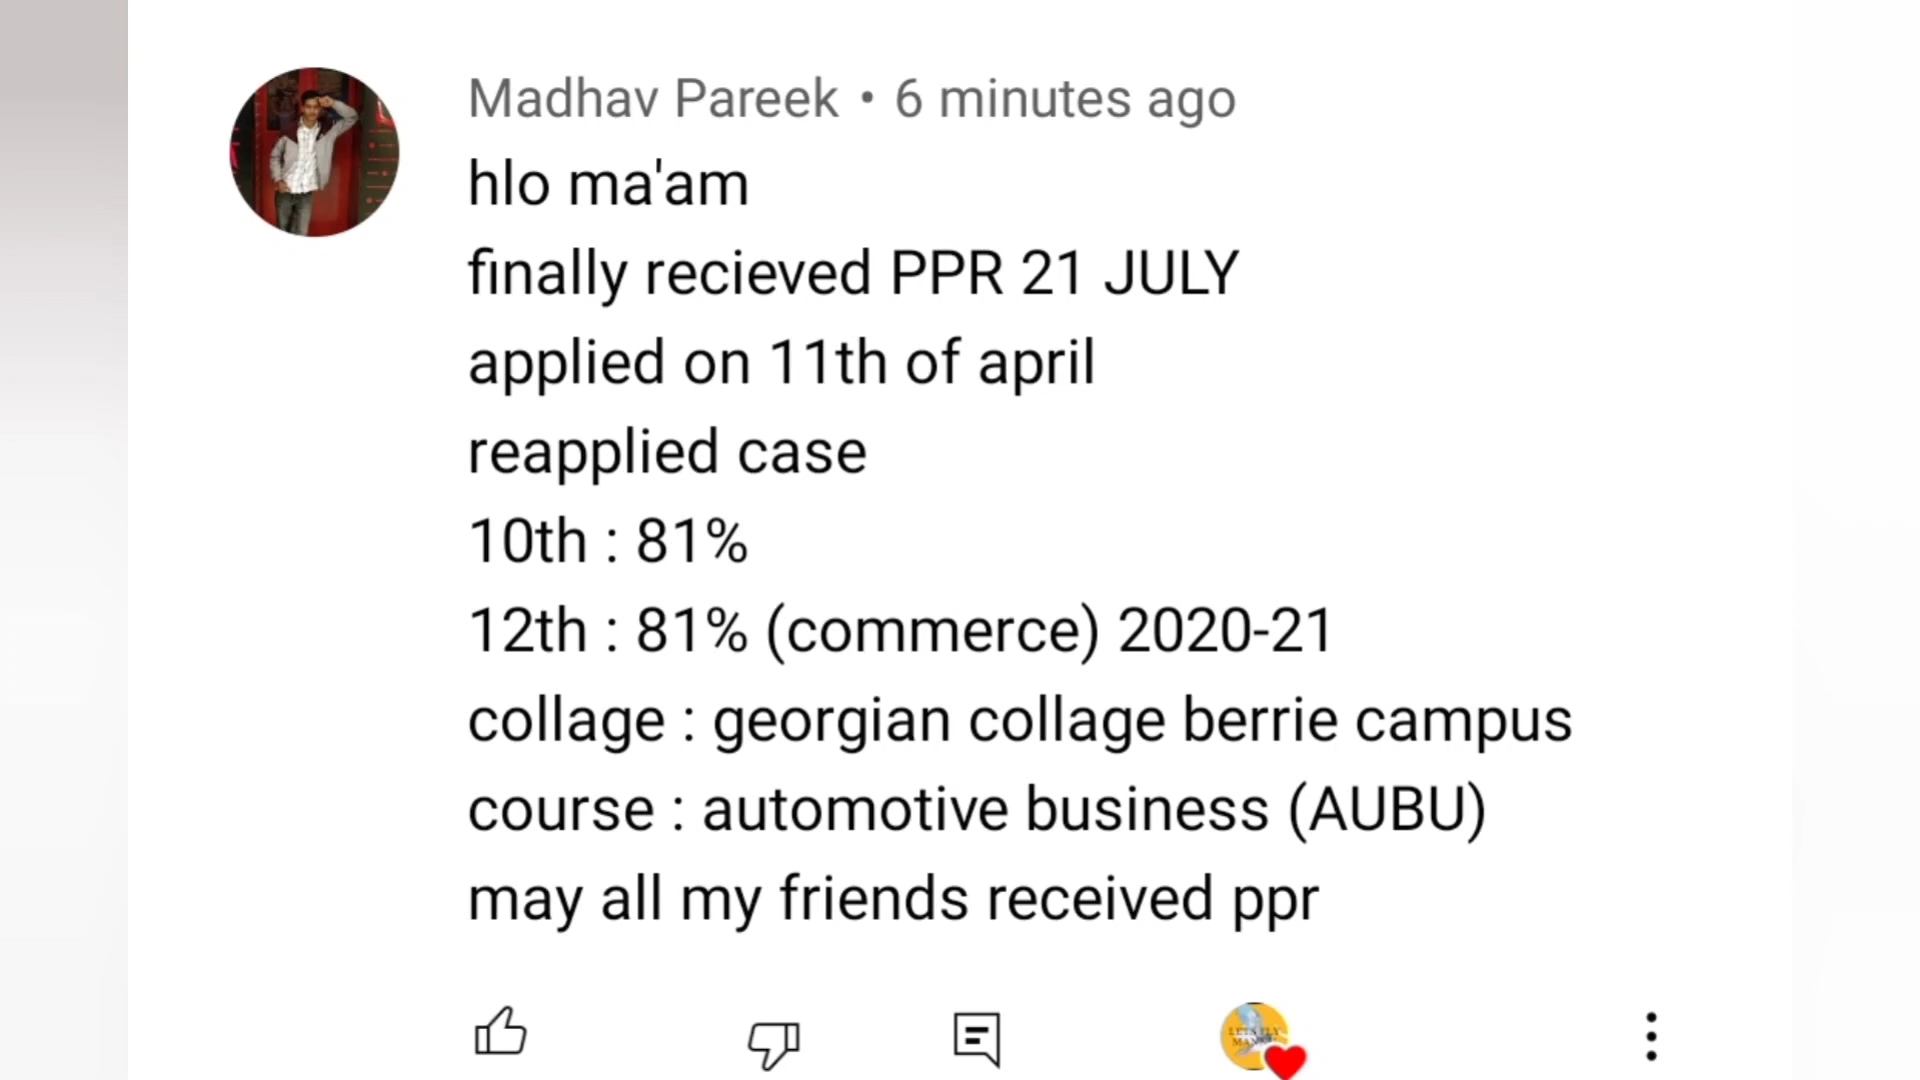 Madhav Pareek • 6 minutes ago
hlo ma'am
finally recieved PPR 21 JULY
applied on 11th of april
reapplied case
10th : 81%
12th : 81% (commerce) 2020-21
collage : georgian collage berrie campus
course : automotive business (AUBU)
may all my friends received ppr